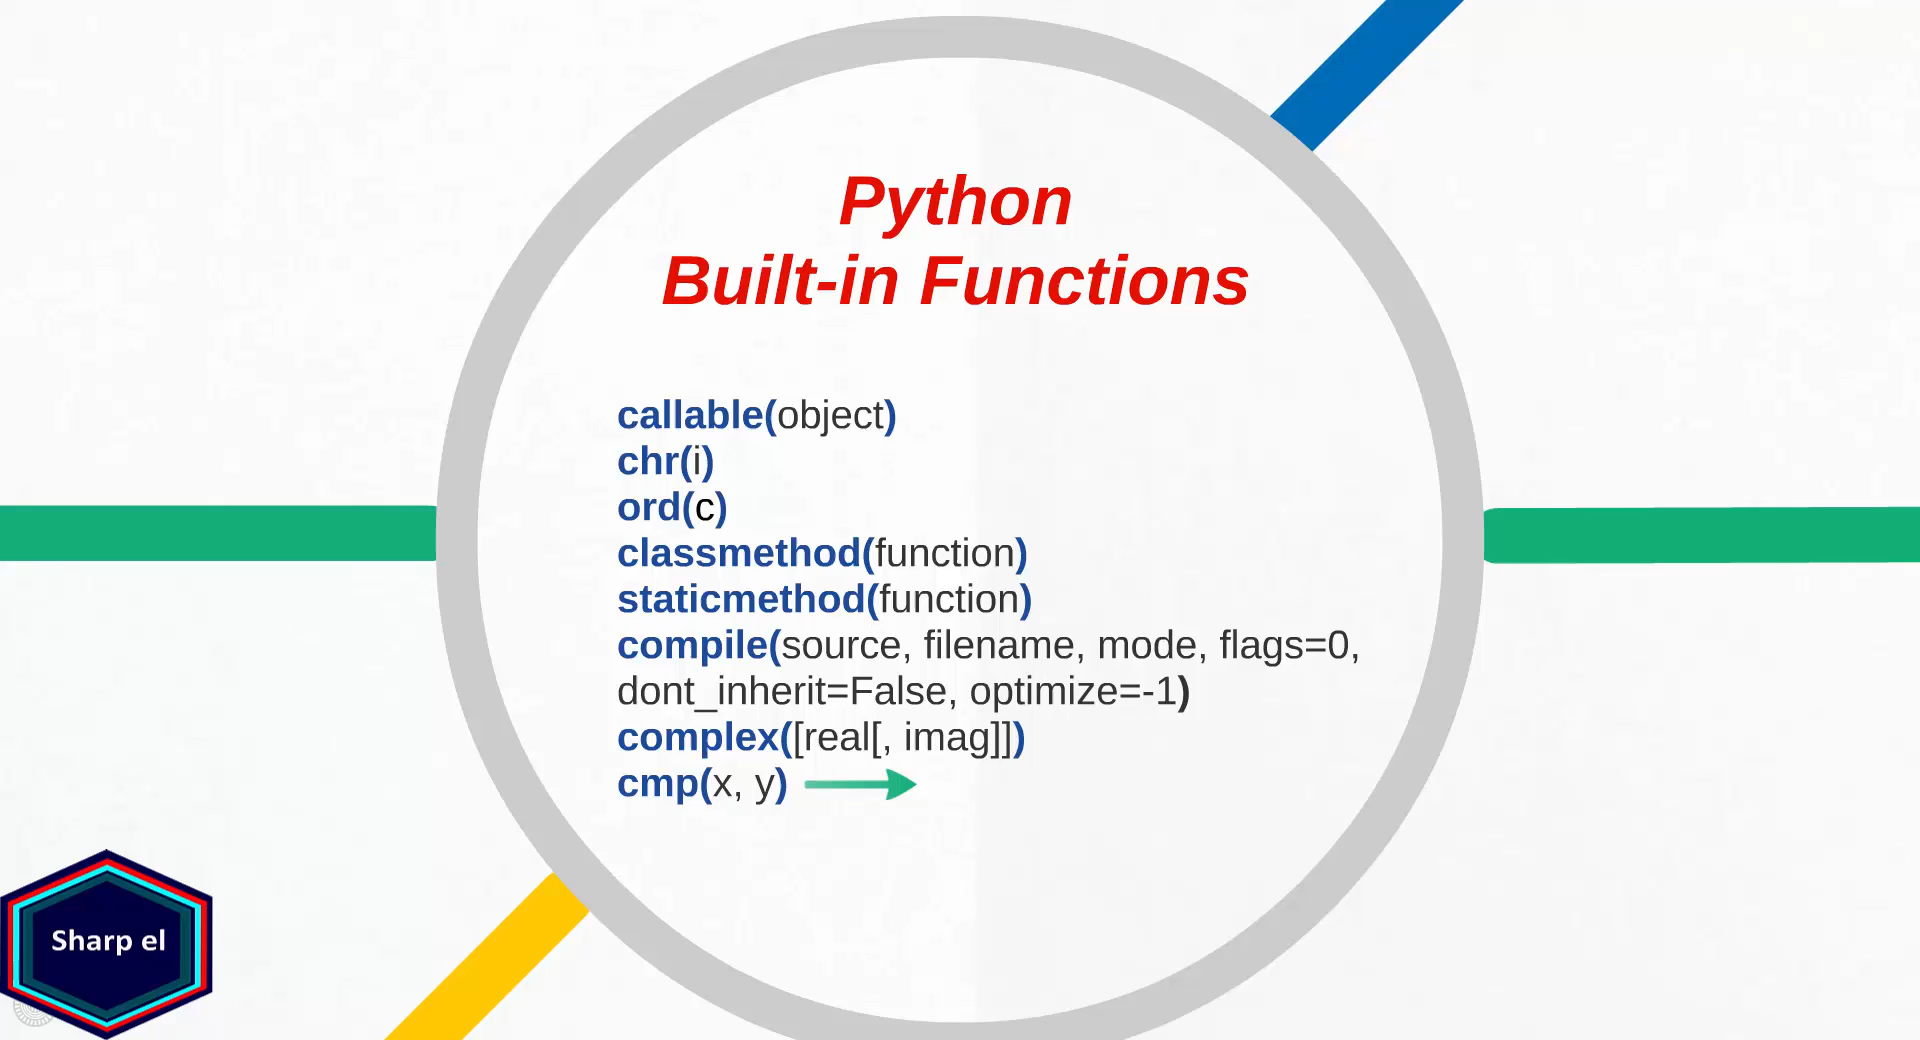 Python
Built-in Functions
callable(object)
chr(i)
ord(c)
classmethod(function)
staticmethod(function)
compile(source, filename, mode, flags=0,
dont_inherit=False, optimize=-1)
complex([real[, imag]])
cmp(x, y)
Sharp el